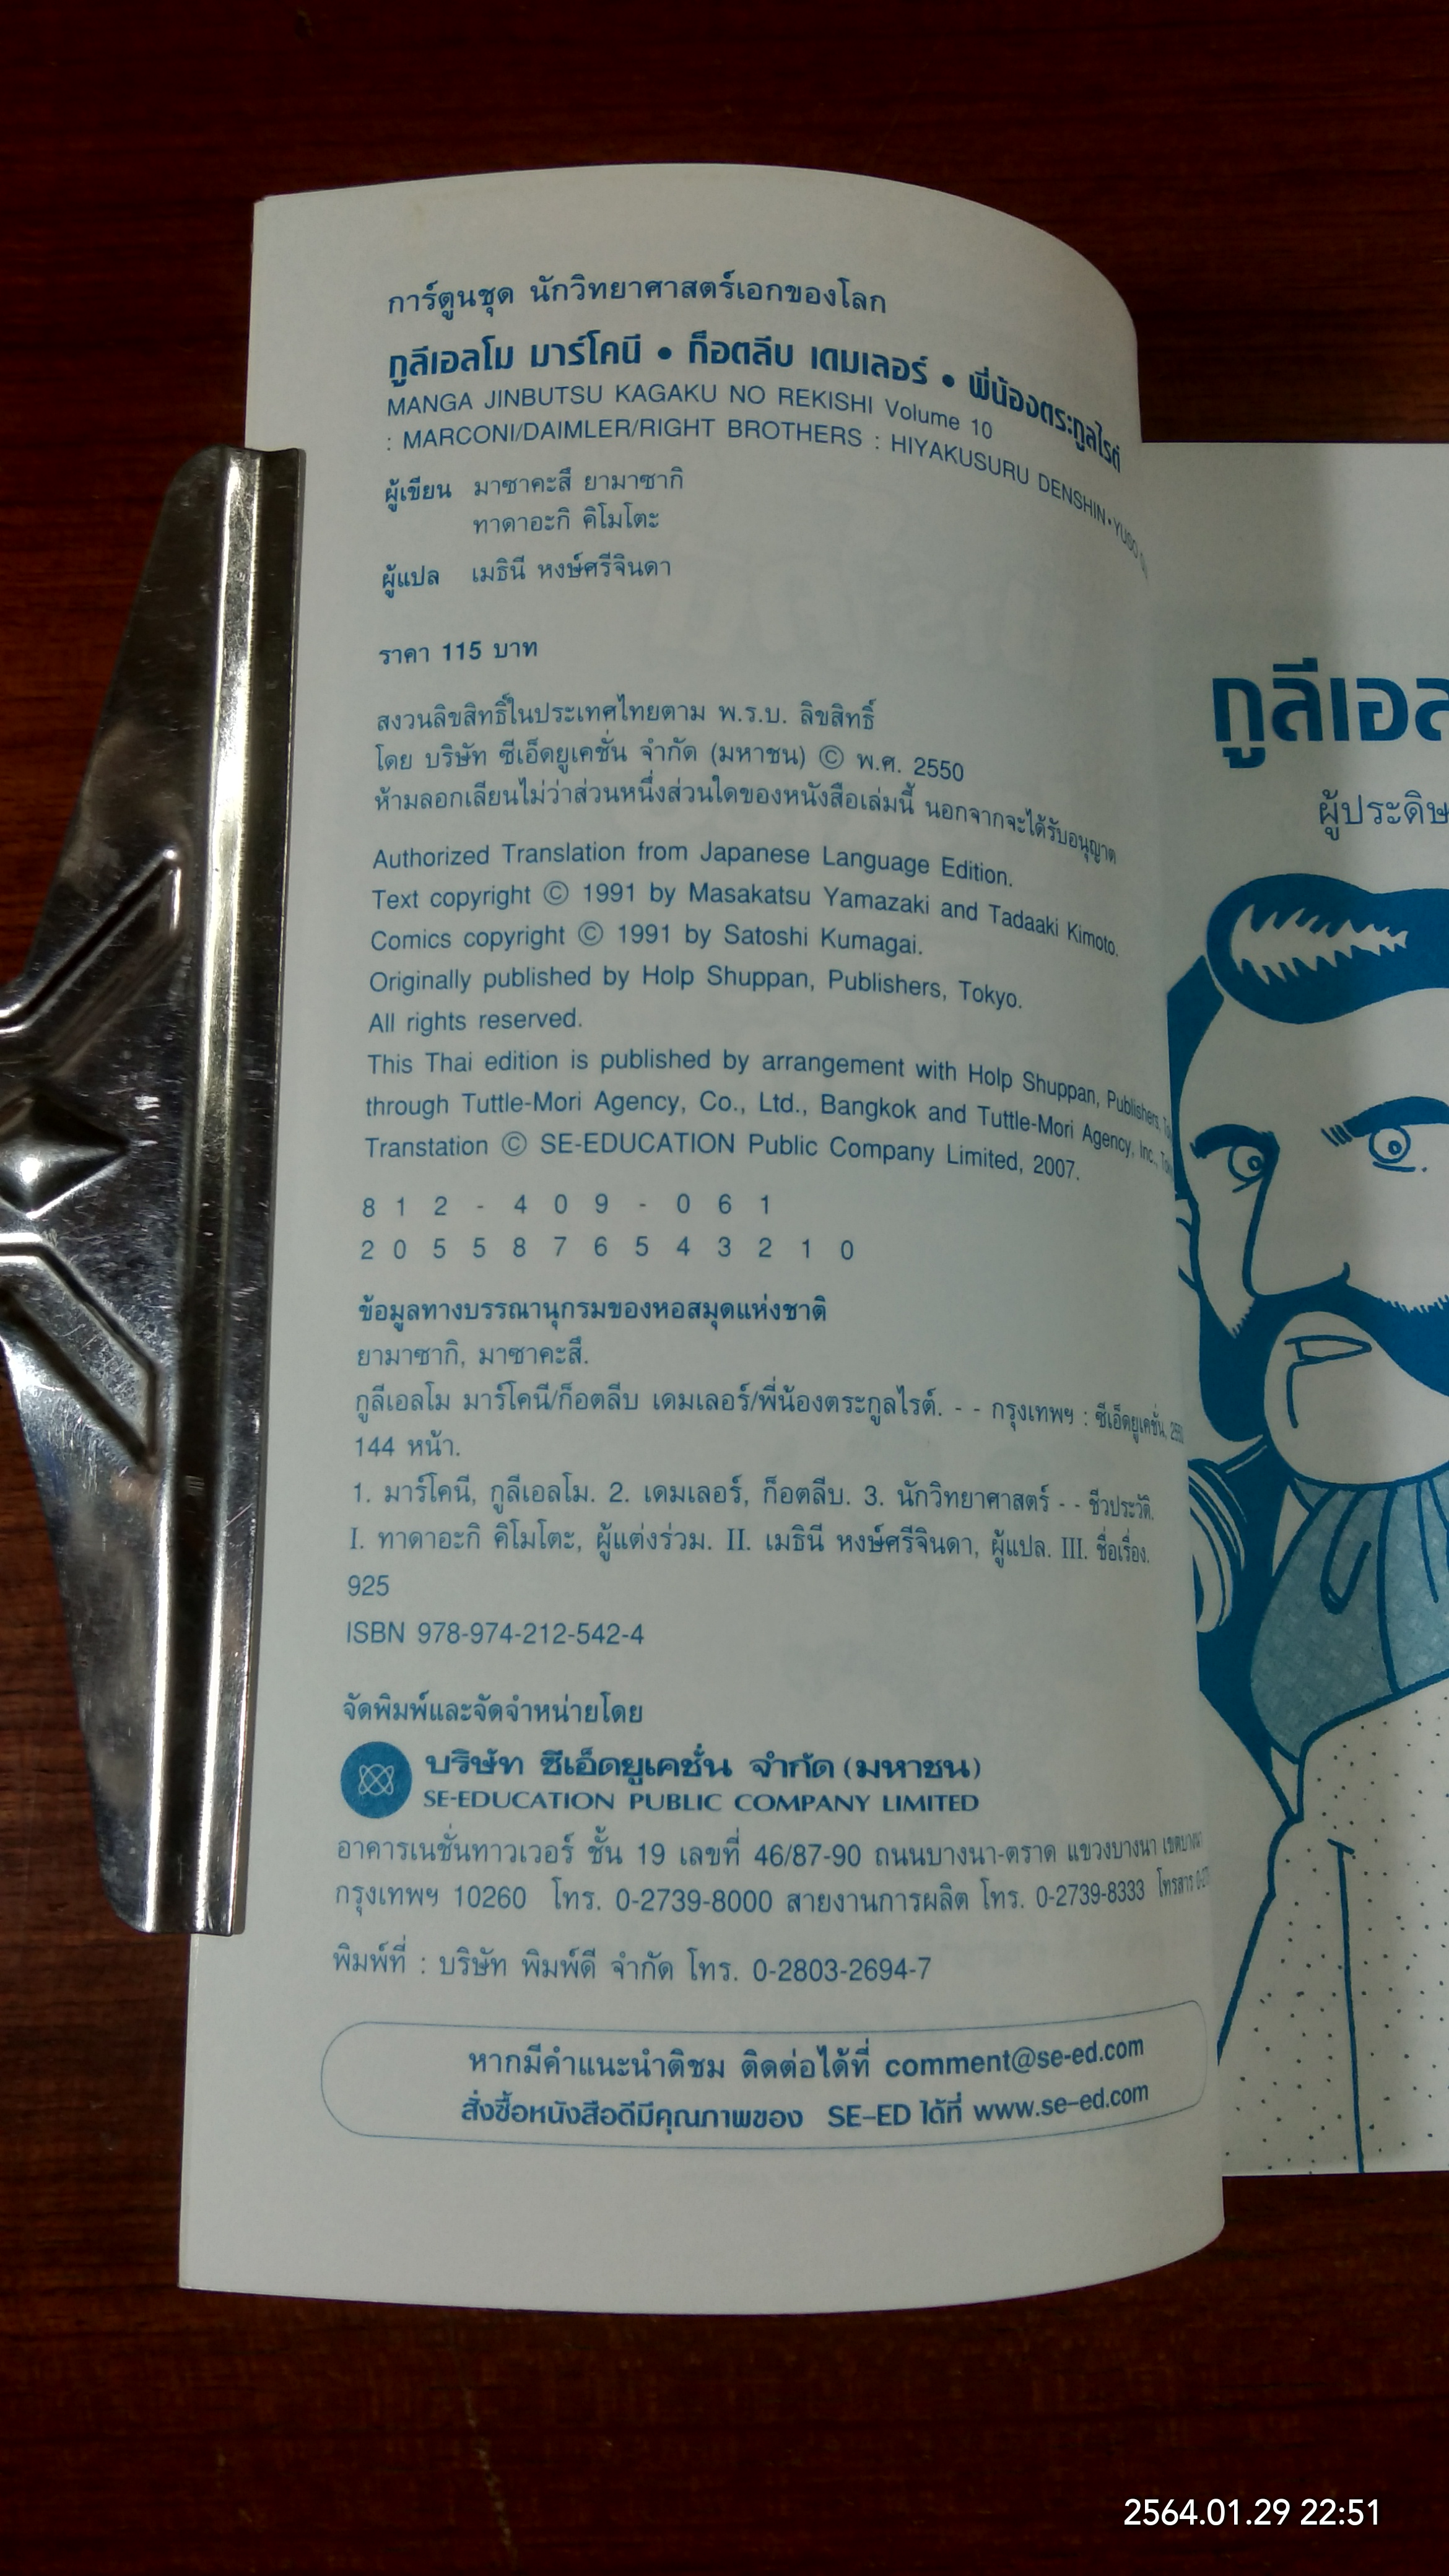 การ์ตูนชุด นักวิทยาศาสตร์เอกของโลก
กูลีเอลโม มาร์โคนี • ก็อตลีบ เดมเลอร์ • พี่น้องตระกูลไรต์
MANGA JINBUTSU KAGAKU NO REKISHI Volume 10
: MARCONI/DAIMLER/RIGHT BROTHERS : HIYAKUSURU DENSHIN•YUSO
ผู้เขียน มาซาคะสึ ยามาซากิ
ทาดาอะกิ คิโมโตะ
ผู้แปล เมธินี หงษ์ศรีจินดา
ราคา 115 บาท
สงวนลิขสิทธิ์ในประเทศไทยตาม พ.ร.บ. ลิขสิทธิ์
โดย บริษัท ซีเอ็ดยูเคชั่น จำกัด (มหาชน) © พ.ศ. 2550
ห้ามลอกเลียนไม่ว่าส่วนหนึ่งส่วนใดของหนังสือเล่มนี้ นอกจากจะได้รับอนุญาต
Authorized Translation from Japanese Language Edition.
Text copyright © 1991 by Masakatsu Yamazaki and Tadaaki Kimoto.
Comics copyright © 1991 by Satoshi Kumagai.
Originally published by Holp Shuppan, Publishers, Tokyo.
All rights reserved.
This Thai edition is published by arrangement with Holp Shuppan, Publishers,
through Tuttle-Mori Agency, Co., Ltd., Bangkok and Tuttle-Mori Agency, Inc.,
Transtation © SE-EDUCATION Public Company Limited, 2007.
8 1 2 - 4 0 9 - 0 6 1
2 0 5 5 8 7 6 5 4 3 2 1 0
ข้อมูลทางบรรณานุกรมของหอสมุดแห่งชาติ
ยามาซากิ, มาซาคะสึ.
กูลีเอลโม มาร์โคนี/ก็อตลีบ เดมเลอร์/พี่น้องตระกูลไรต์. - - กรุงเทพฯ : ซีเอ็ดยูเคชั่น, 2550
144 หน้า.
1. มาร์โคนี, กูลีเอลโม. 2. เดมเลอร์, ก็อตลีบ. 3. นักวิทยาศาสตร์ - - ชีวประวัติ.
I. ทาดาอะกิ คิโมโตะ, ผู้แต่งร่วม. II. เมธินี หงษ์ศรีจินดา, ผู้แปล. III. ชื่อเรื่อง.
925
ISBN 978-974-212-542-4
จัดพิมพ์และจัดจำหน่ายโดย
บริษัท ซีเอ็ดยูเคชั่น จำกัด (มหาชน)
SE-EDUCATION PUBLIC COMPANY LIMITED
อาคารเนชั่นทาวเวอร์ ชั้น 19 เลขที่ 46/87-90 ถนนบางนา-ตราด แขวงบางนา เขตบางนา
กรุงเทพฯ 10260 โทร. 0-2739-8000 สายงานการผลิต โทร. 0-2739-8333 โทรสาร
พิมพ์ที่ : บริษัท พิมพ์ดี จำกัด โทร. 0-2803-2694-7
หากมีคำแนะนำติชม ติดต่อได้ที่ comment@se-ed.com
สั่งซื้อหนังสือดีมีคุณภาพของ SE-ED ได้ที่ www.se-ed.com
กูลีเอล
ผู้ประดิษ
2564.01.29 22:51